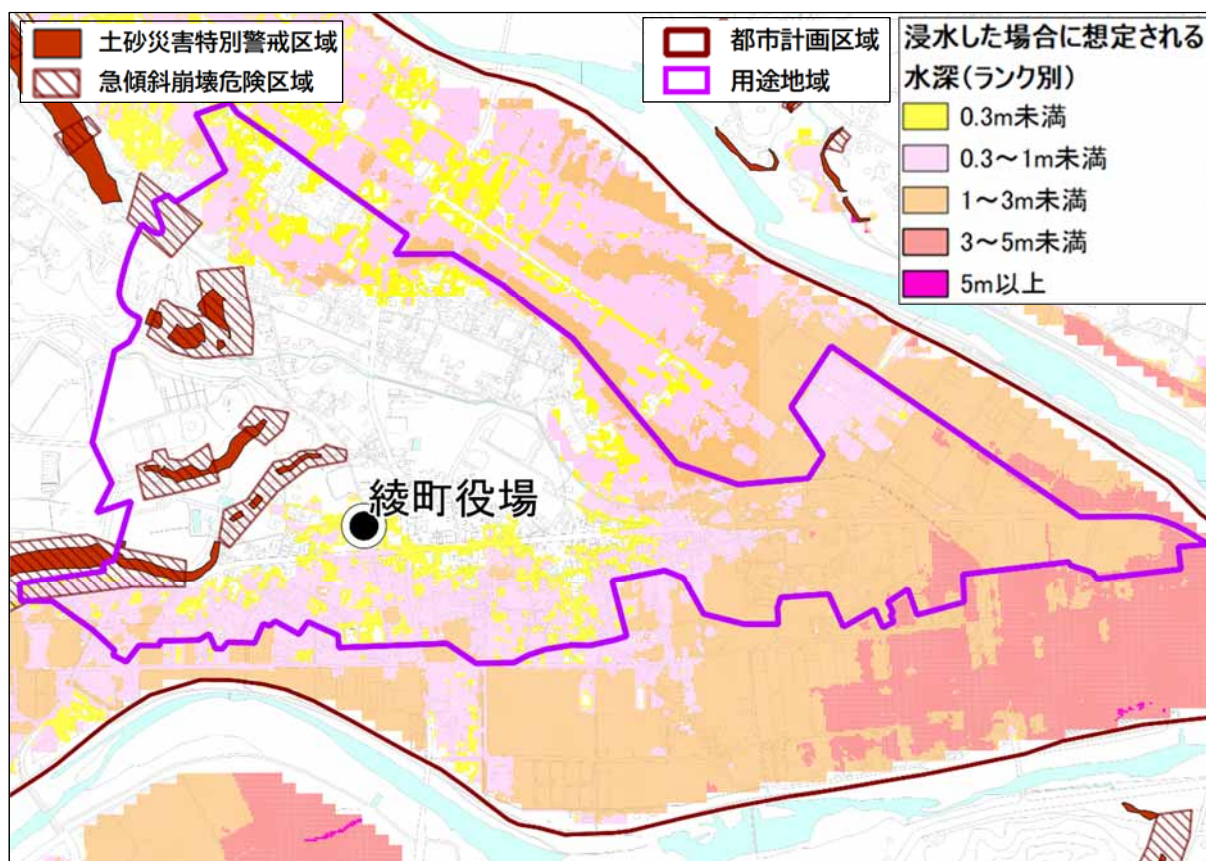 土砂災害特別警戒区域
急傾斜崩壊危険区域
都市計画区域
用途地域
浸水した場合に想定される
水深(ランク別)
0.3m未満
0.3～1m未満
1～3m未満
3～5m未満
5m以上
綾町役場